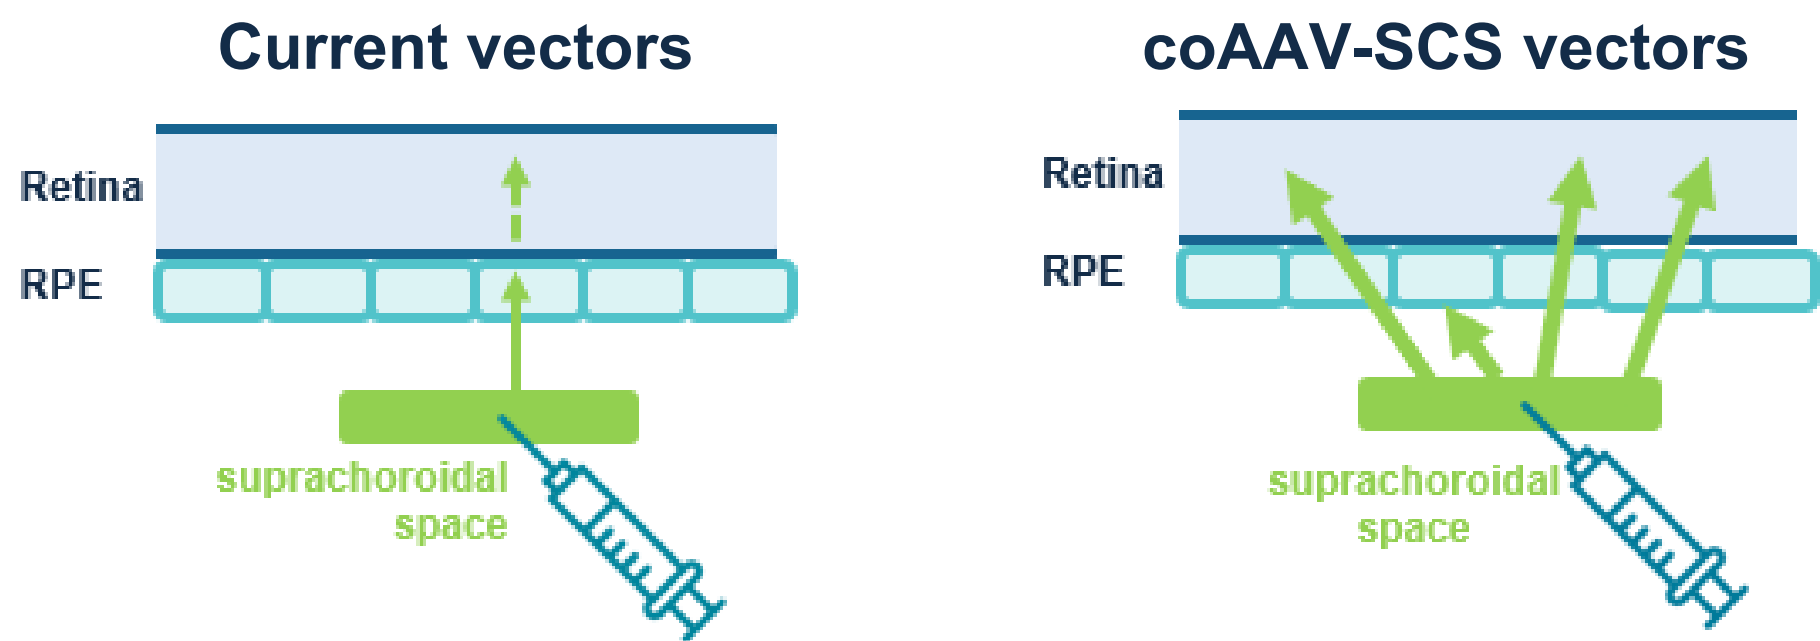 Current vectors
Retina
RPE
suprachoroidal
space
coAAV-SCS vectors
Retina
RPE
suprachoroidal
space